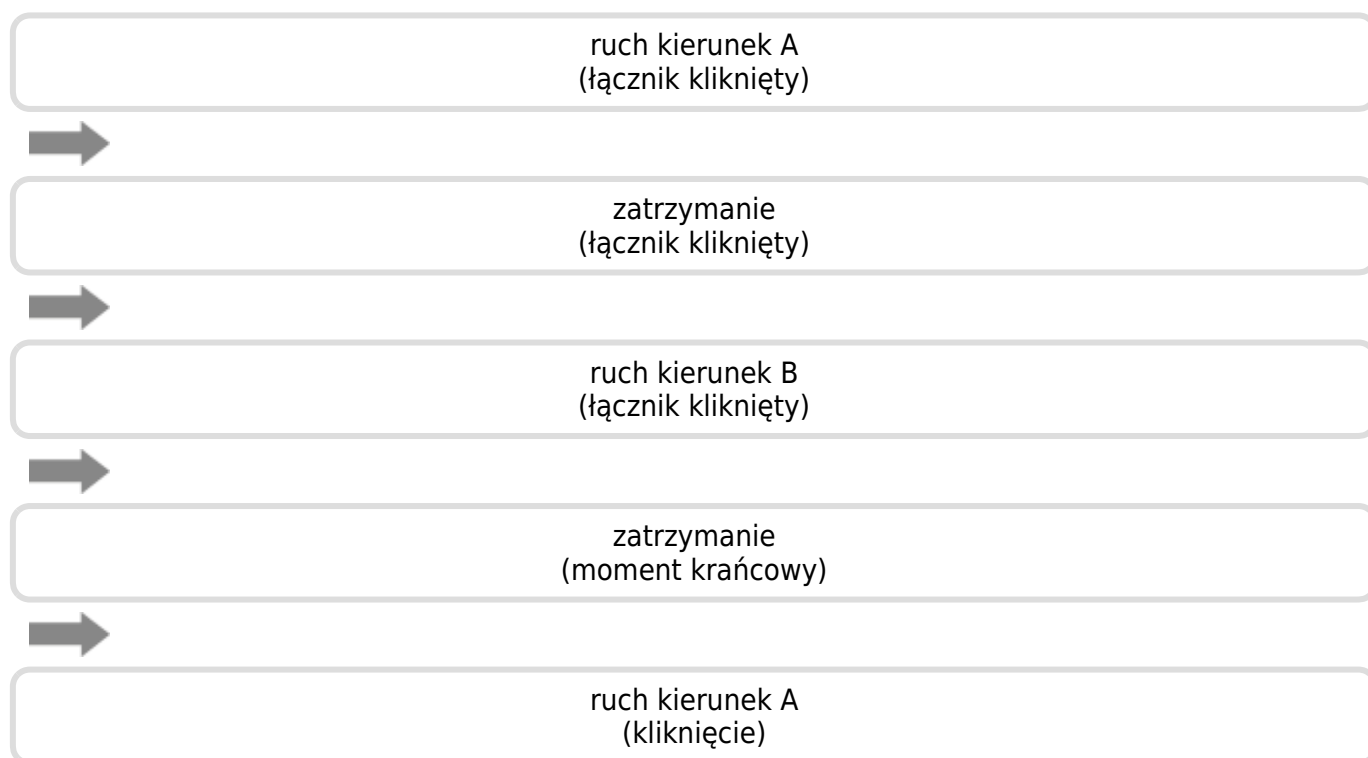 ruch kierunek A
(łącznik kliknięty)
zatrzymanie
(łącznik kliknięty)
ruch kierunek B
(łącznik kliknięty)
zatrzymanie
(moment krańcowy)
ruch kierunek A
(kliknięcie)